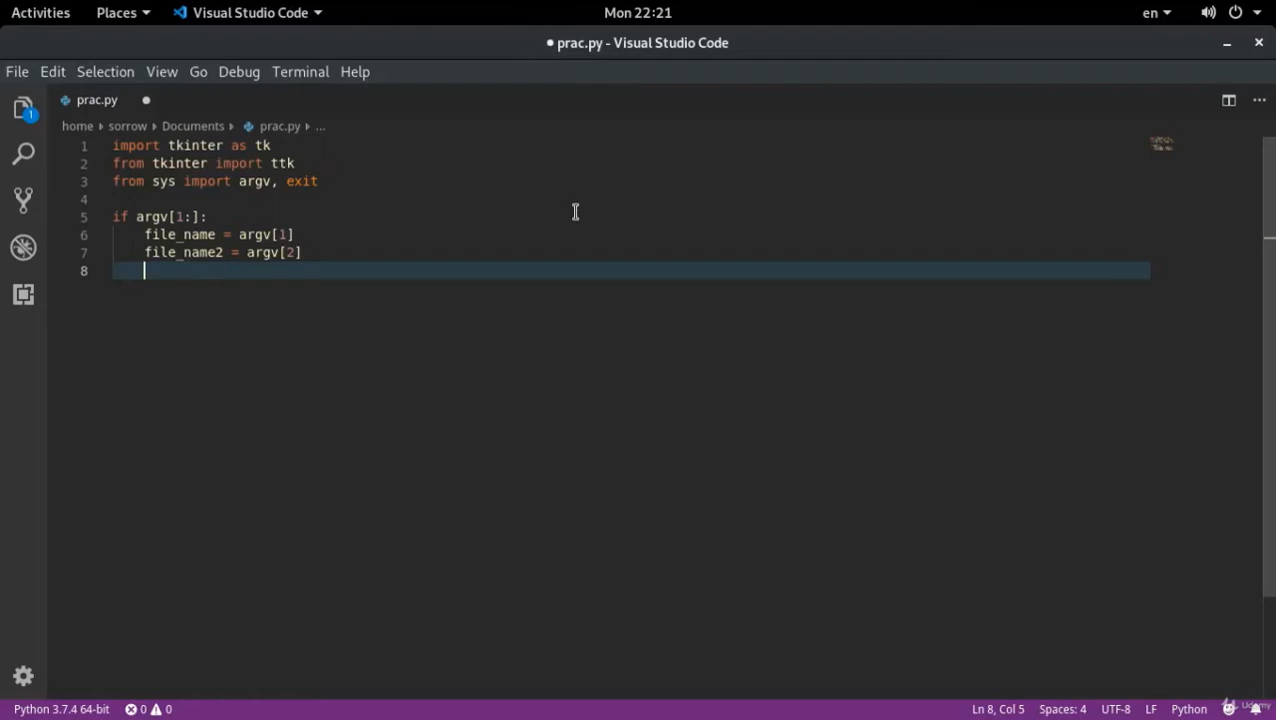 Activities Places Visual Studio Code Mon 22:21 en
prac.py - Visual Studio Code
File Edit Selection View Go Debug Terminal Help
prac.py
home sorrow Documents prac.py ...
1 import tkinter as tk
2 from tkinter import ttk
3 from sys import argv, exit
4
5 if argv[1:]:
6 file_name = argv[1]
7 file_name2 = argv[2]
8
1
Python 3.7.4 64-bit 0 0 Ln 8, Col 5 Spaces: 4 UTF-8 LF Python
Udemy